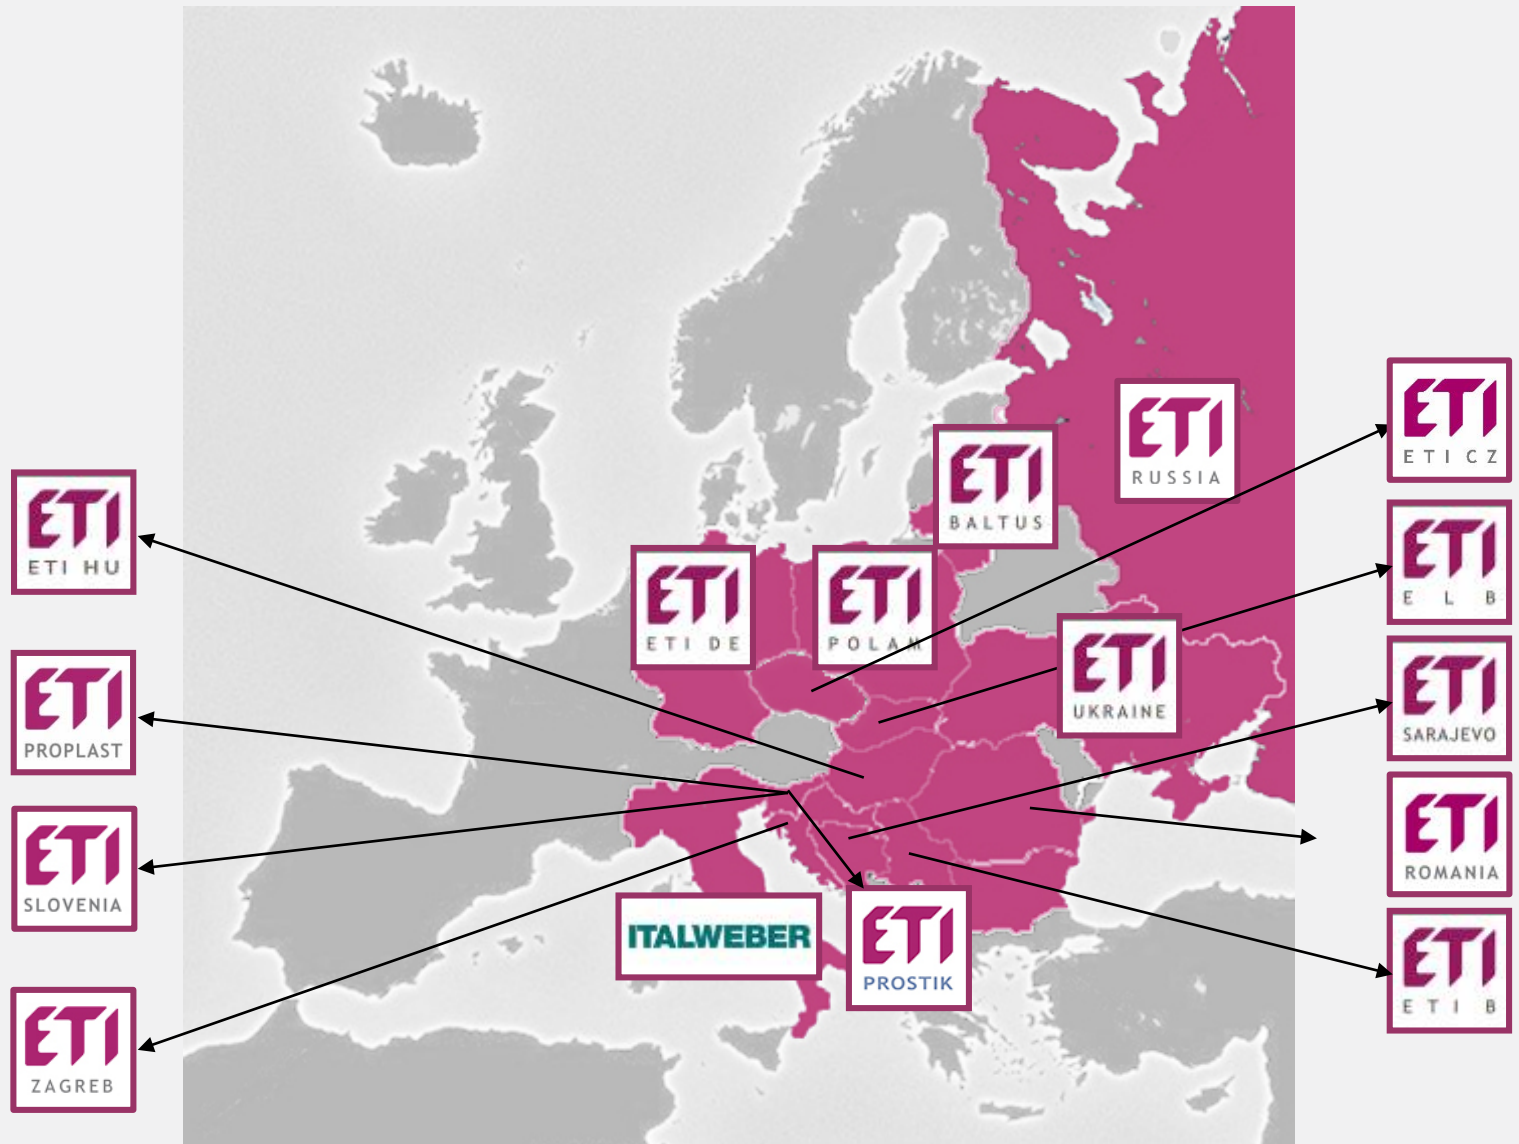 ETI
RUSSIA
ETI
ETI CZ
ETI
BALTUS
ETI
ETI HU
ETI
E L B
ETI
ETI DE
ETI
POLAM
ETI
UKRAINE
ETI
SARAJEVO
ETI
PROPLAST
ETI
ROMANIA
ETI
SLOVENIA
ITALWEBER
ETI
PROSTIK
ETI
ETI B
ETI
ZAGREB